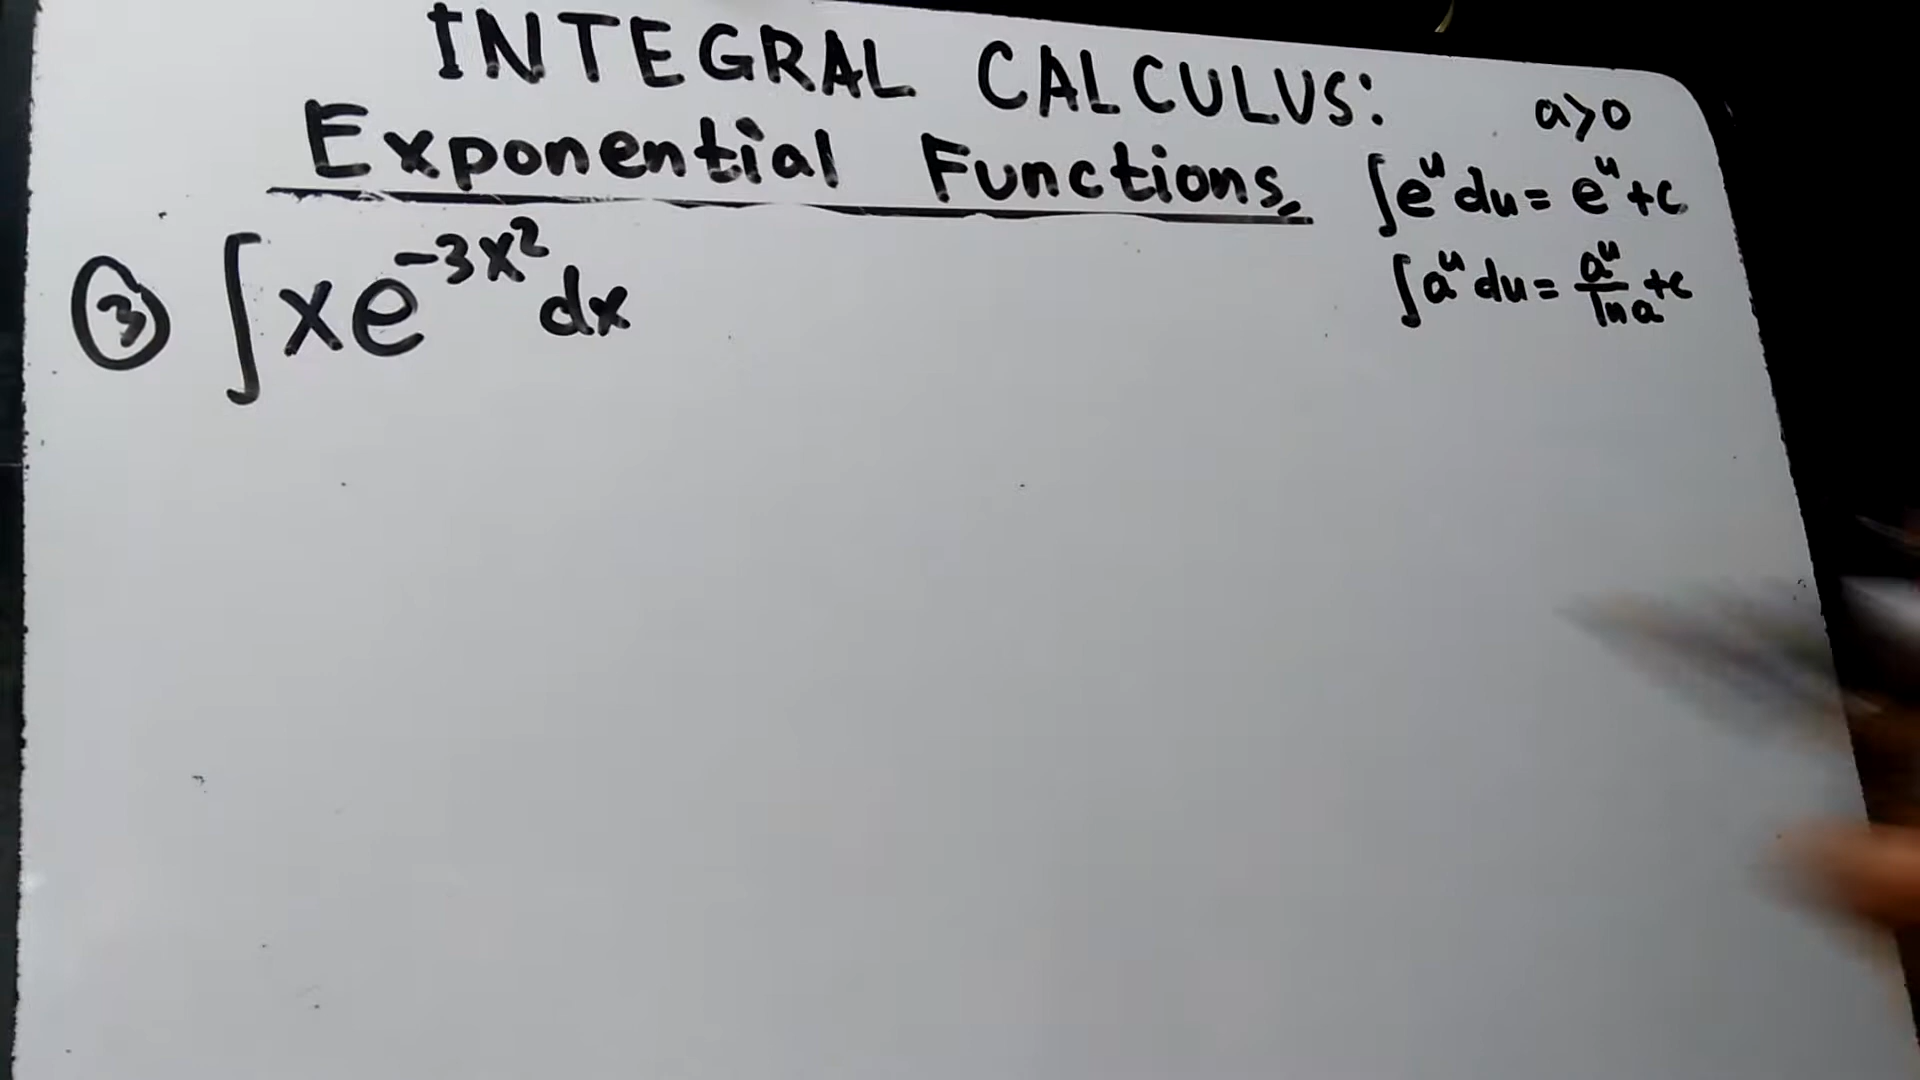 INTEGRAL CALCULUS:
Exponential Functions
a>0
∫e^u du = e^u + c
∫a^u du = a^u/ln a + c
③ ∫xe^(-3x²) dx